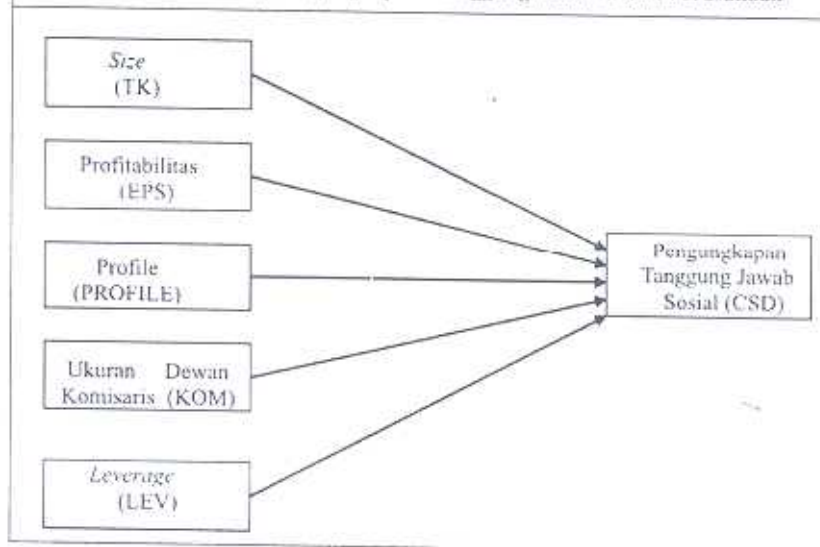 Size
(TK)
Profitabilitas
(EPS)
Profile
(PROFILE)
Ukuran Dewan
Komisaris (KOM)
Leverage
(LEV)
Pengungkapan
Tanggung Jawab
Sosial (CSD)